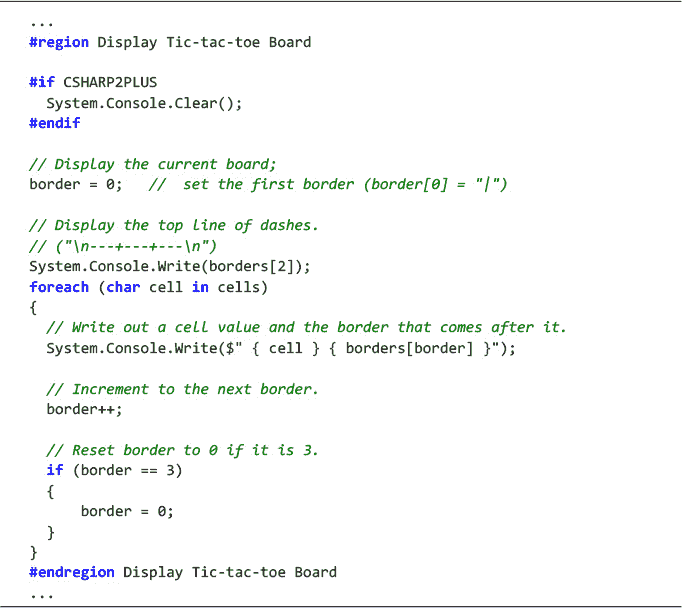 ...
#region Display Tic-tac-toe Board
#if CSHARP2PLUS
  System.Console.Clear();
#endif
// Display the current board;
border = 0;   //  set the first border (border[0] = "|")
// Display the top line of dashes.
// ("\n---+---+---\n")
System.Console.Write(borders[2]);
foreach (char cell in cells)
{
  // Write out a cell value and the border that comes after it.
  System.Console.Write($" { cell } { borders[border] }");
  // Increment to the next border.
  border++;
  // Reset border to 0 if it is 3.
  if (border == 3)
  {
      border = 0;
  }
}
#endregion Display Tic-tac-toe Board
...